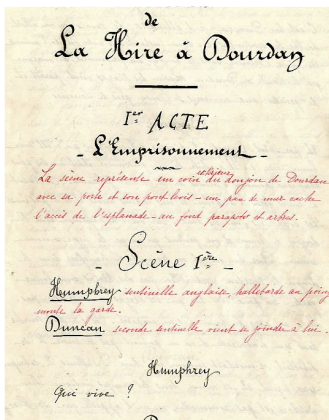 de
La Hire à Dourdan
Ier ACTE
- L'Emprisonnement -
extérieur
La scène représente un coin du donjon de Dourdan
avec sa porte et son pont levis - un pan de mur cache
l'accès de l'esplanade - au fond parapets et arbres.
- Scène Ière -
Humphrey sentinelle anglaise, hallebarde au poing
monte la garde.
Duncan seconde sentinelle vient se joindre à lui.
Humphrey
Qui vive ?